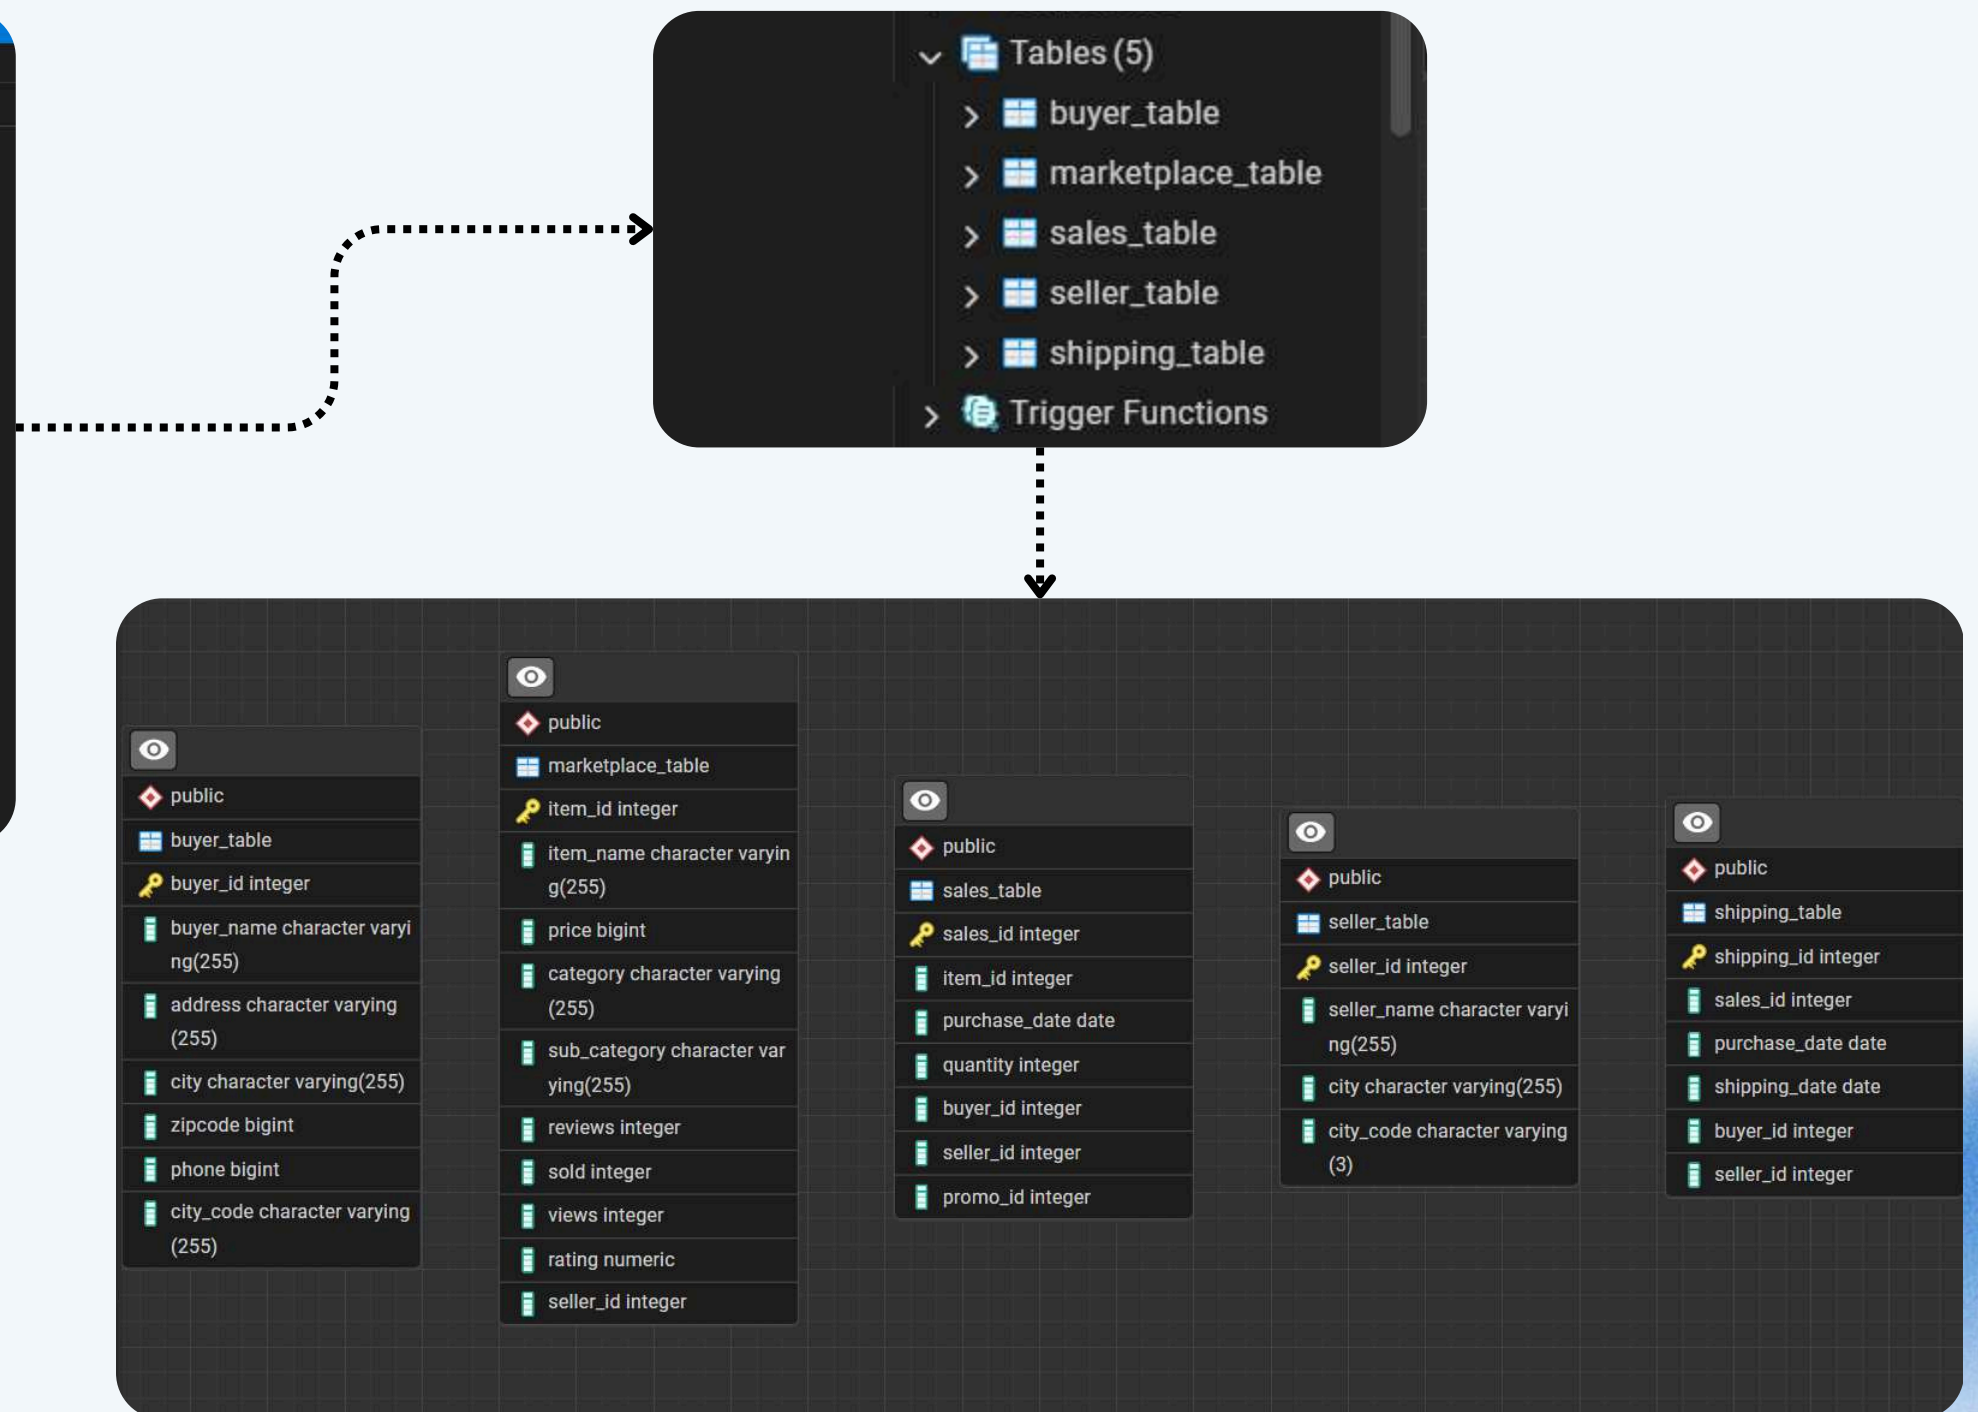 Tables (5)
buyer_table
marketplace_table
sales_table
seller_table
shipping_table
Trigger Functions
public
buyer_table
buyer_id integer
buyer_name character varyi
ng(255)
address character varying
(255)
city character varying(255)
zipcode bigint
phone bigint
city_code character varying
(255)
public
marketplace_table
item_id integer
item_name character varyin
g(255)
price bigint
category character varying
(255)
sub_category character var
ying(255)
reviews integer
sold integer
views integer
rating numeric
seller_id integer
public
sales_table
sales_id integer
item_id integer
purchase_date date
quantity integer
buyer_id integer
seller_id integer
promo_id integer
public
seller_table
seller_id integer
seller_name character varyi
ng(255)
city character varying(255)
city_code character varying
(3)
public
shipping_table
shipping_id integer
sales_id integer
purchase_date date
shipping_date date
buyer_id integer
seller_id integer